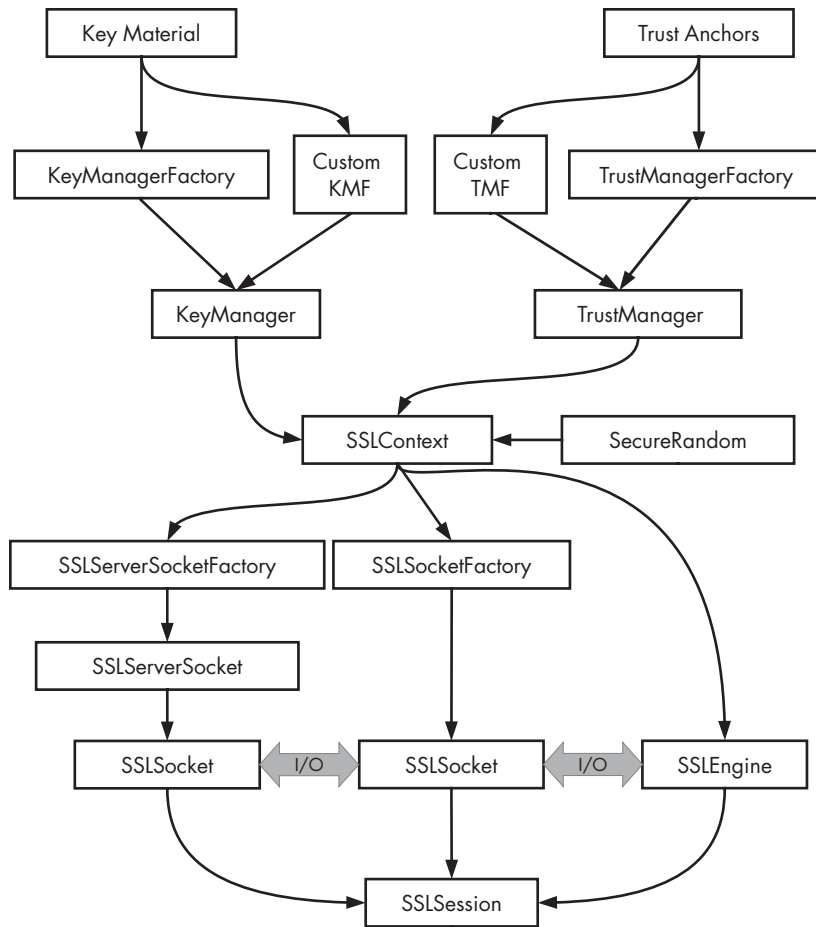 Key Material
Trust Anchors
KeyManagerFactory
Custom
KMF
Custom
TMF
TrustManagerFactory
KeyManager
TrustManager
SSLContext
SecureRandom
SSLServerSocketFactory
SSLSocketFactory
SSLServerSocket
SSLSocket
I/O
SSLSocket
I/O
SSLEngine
SSLSession